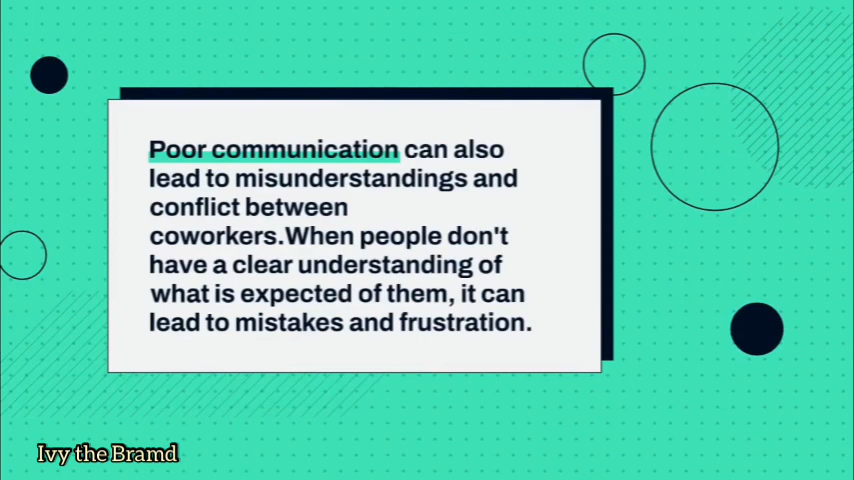 Poor communication can also
lead to misunderstandings and
conflict between
coworkers.When people don't
have a clear understanding of
what is expected of them, it can
lead to mistakes and frustration.
Ivy the Bramd